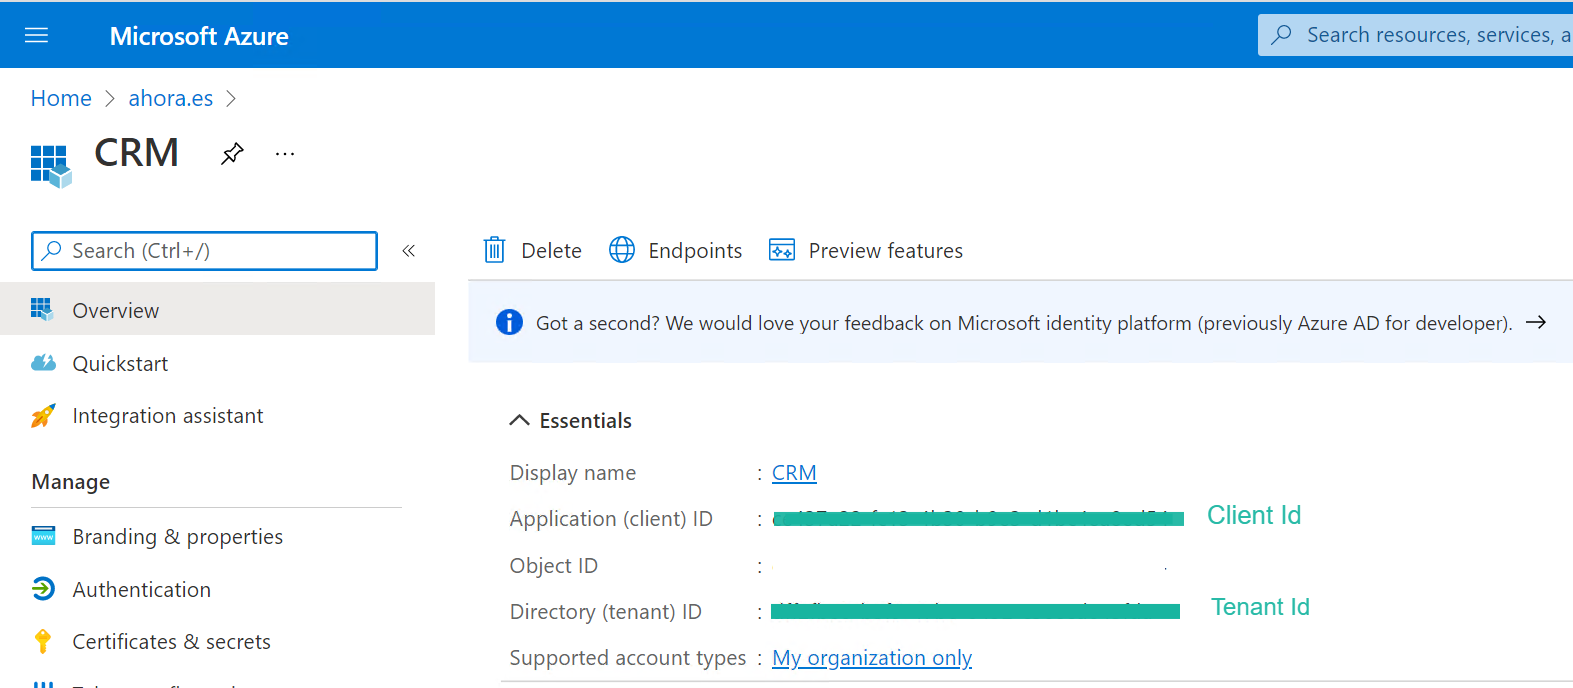 Microsoft Azure
Search resources, services, a
Home > ahora.es >
CRM
Search (Ctrl+/)
Delete
Endpoints
Preview features
Overview
Got a second? We would love your feedback on Microsoft identity platform (previously Azure AD for developer).
Quickstart
Integration assistant
Essentials
Manage
Display name : CRM
Application (client) ID :
Client Id
Branding & properties
Object ID :
Authentication
Directory (tenant) ID :
Tenant Id
Certificates & secrets
Supported account types : My organization only